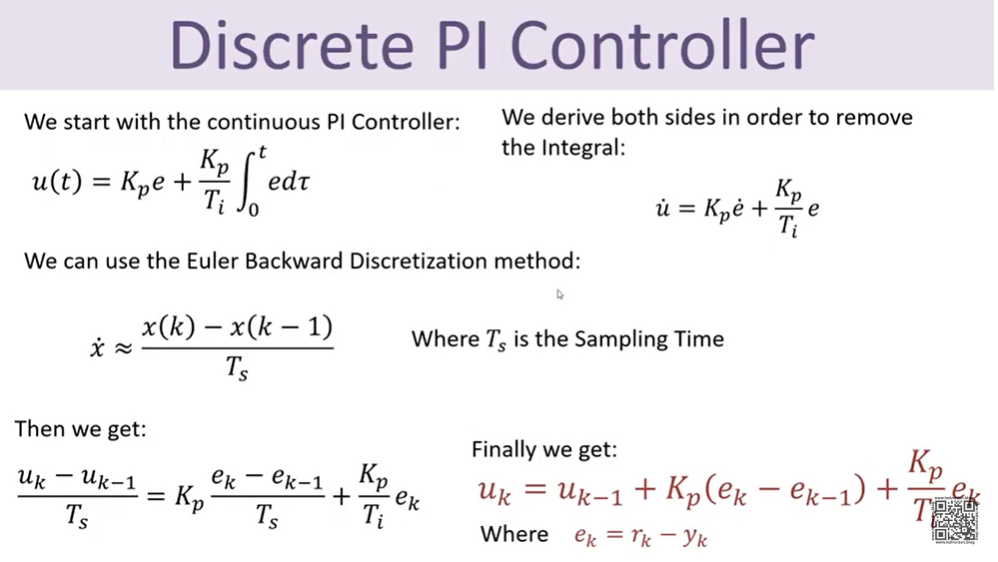 Discrete PI Controller
We start with the continuous PI Controller:
u(t) = K_p e + \frac{K_p}{T_i} \int_0^t e d\tau
We derive both sides in order to remove
the Integral:
\dot{u} = K_p \dot{e} + \frac{K_p}{T_i} e
We can use the Euler Backward Discretization method:
\dot{x} ≈ \frac{x(k) − x(k − 1)}{T_s}
Where T_s is the Sampling Time
Then we get:
\frac{u_k − u_{k−1}}{T_s} = K_p \frac{e_k − e_{k−1}}{T_s} + \frac{K_p}{T_i} e_k
Finally we get:
u_k = u_{k−1} + K_p(e_k − e_{k−1}) + \frac{K_p}{T_i} e_k
Where e_k = r_k − y_k